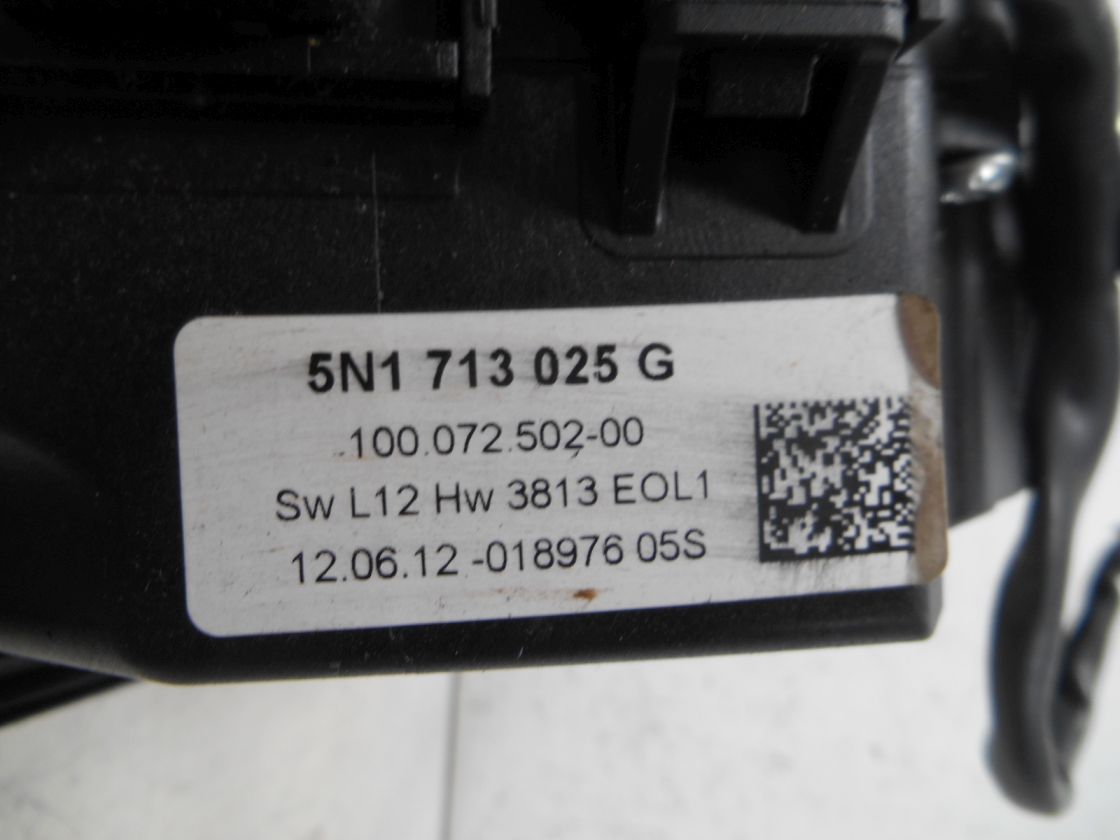 5N1 713 025 G
100.072.502-00
Sw L12 Hw 3813 EOL1
12.06.12 -018976 05S